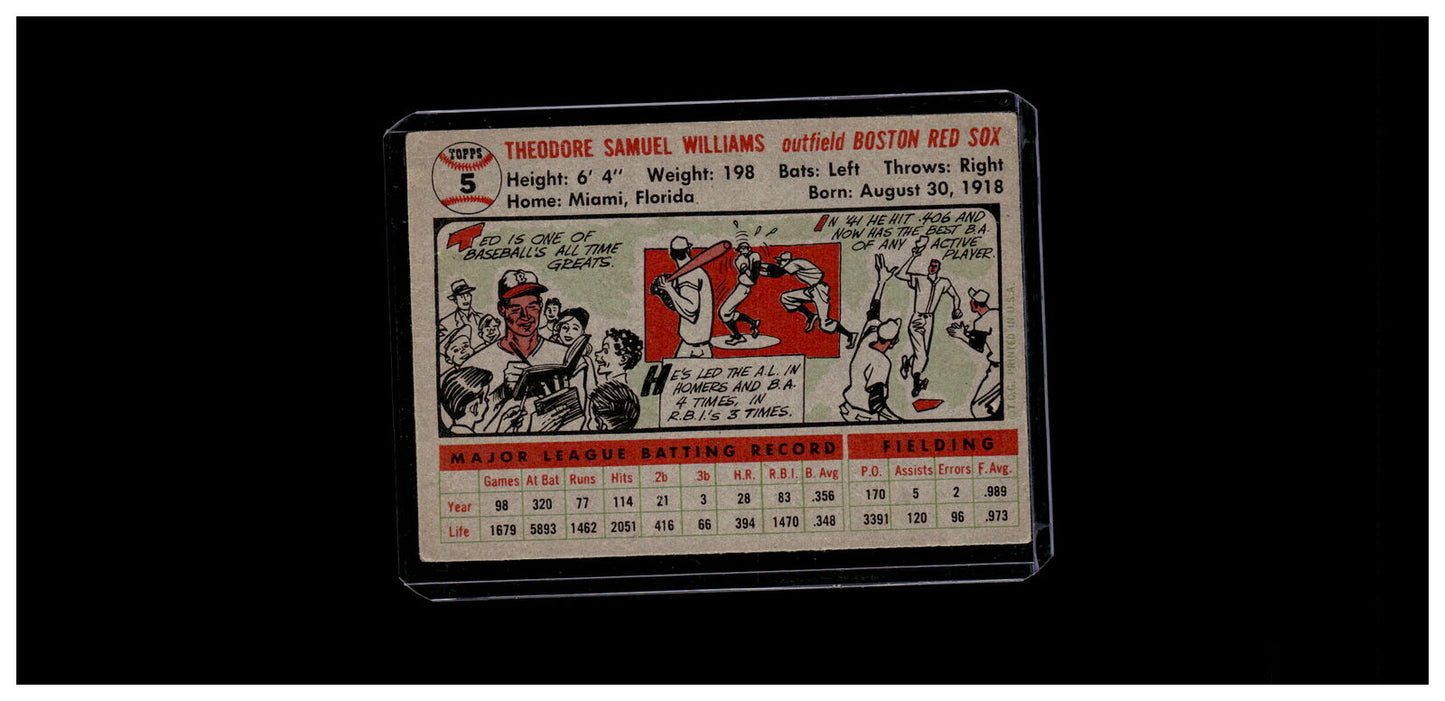 TOPPS
5
THEODORE SAMUEL WILLIAMS outfield BOSTON RED SOX
Height: 6' 4" Weight: 198 Bats: Left Throws: Right
Home: Miami, Florida Born: August 30, 1918
TED IS ONE OF
BASEBALL'S ALL TIME
GREATS.
B
HE'S LED THE A.L. IN
HOMERS AND B.A.
4 TIMES, IN
R.B.I.'s 3 TIMES.
IN '41 HE HIT .406 AND
NOW HAS THE BEST B.A.
OF ANY ACTIVE
PLAYER.
T.C.G. PRINTED IN U.S.A.
MAJOR LEAGUE BATTING RECORD FIELDING
Games At Bat Runs Hits 2b 3b H.R. R.B.I. B. Avg P.O. Assists Errors F. Avg.
Year 98 320 77 114 21 3 28 83 .356 170 5 2 .989
Life 1679 5893 1462 2051 416 66 394 1470 .348 3391 120 96 .973